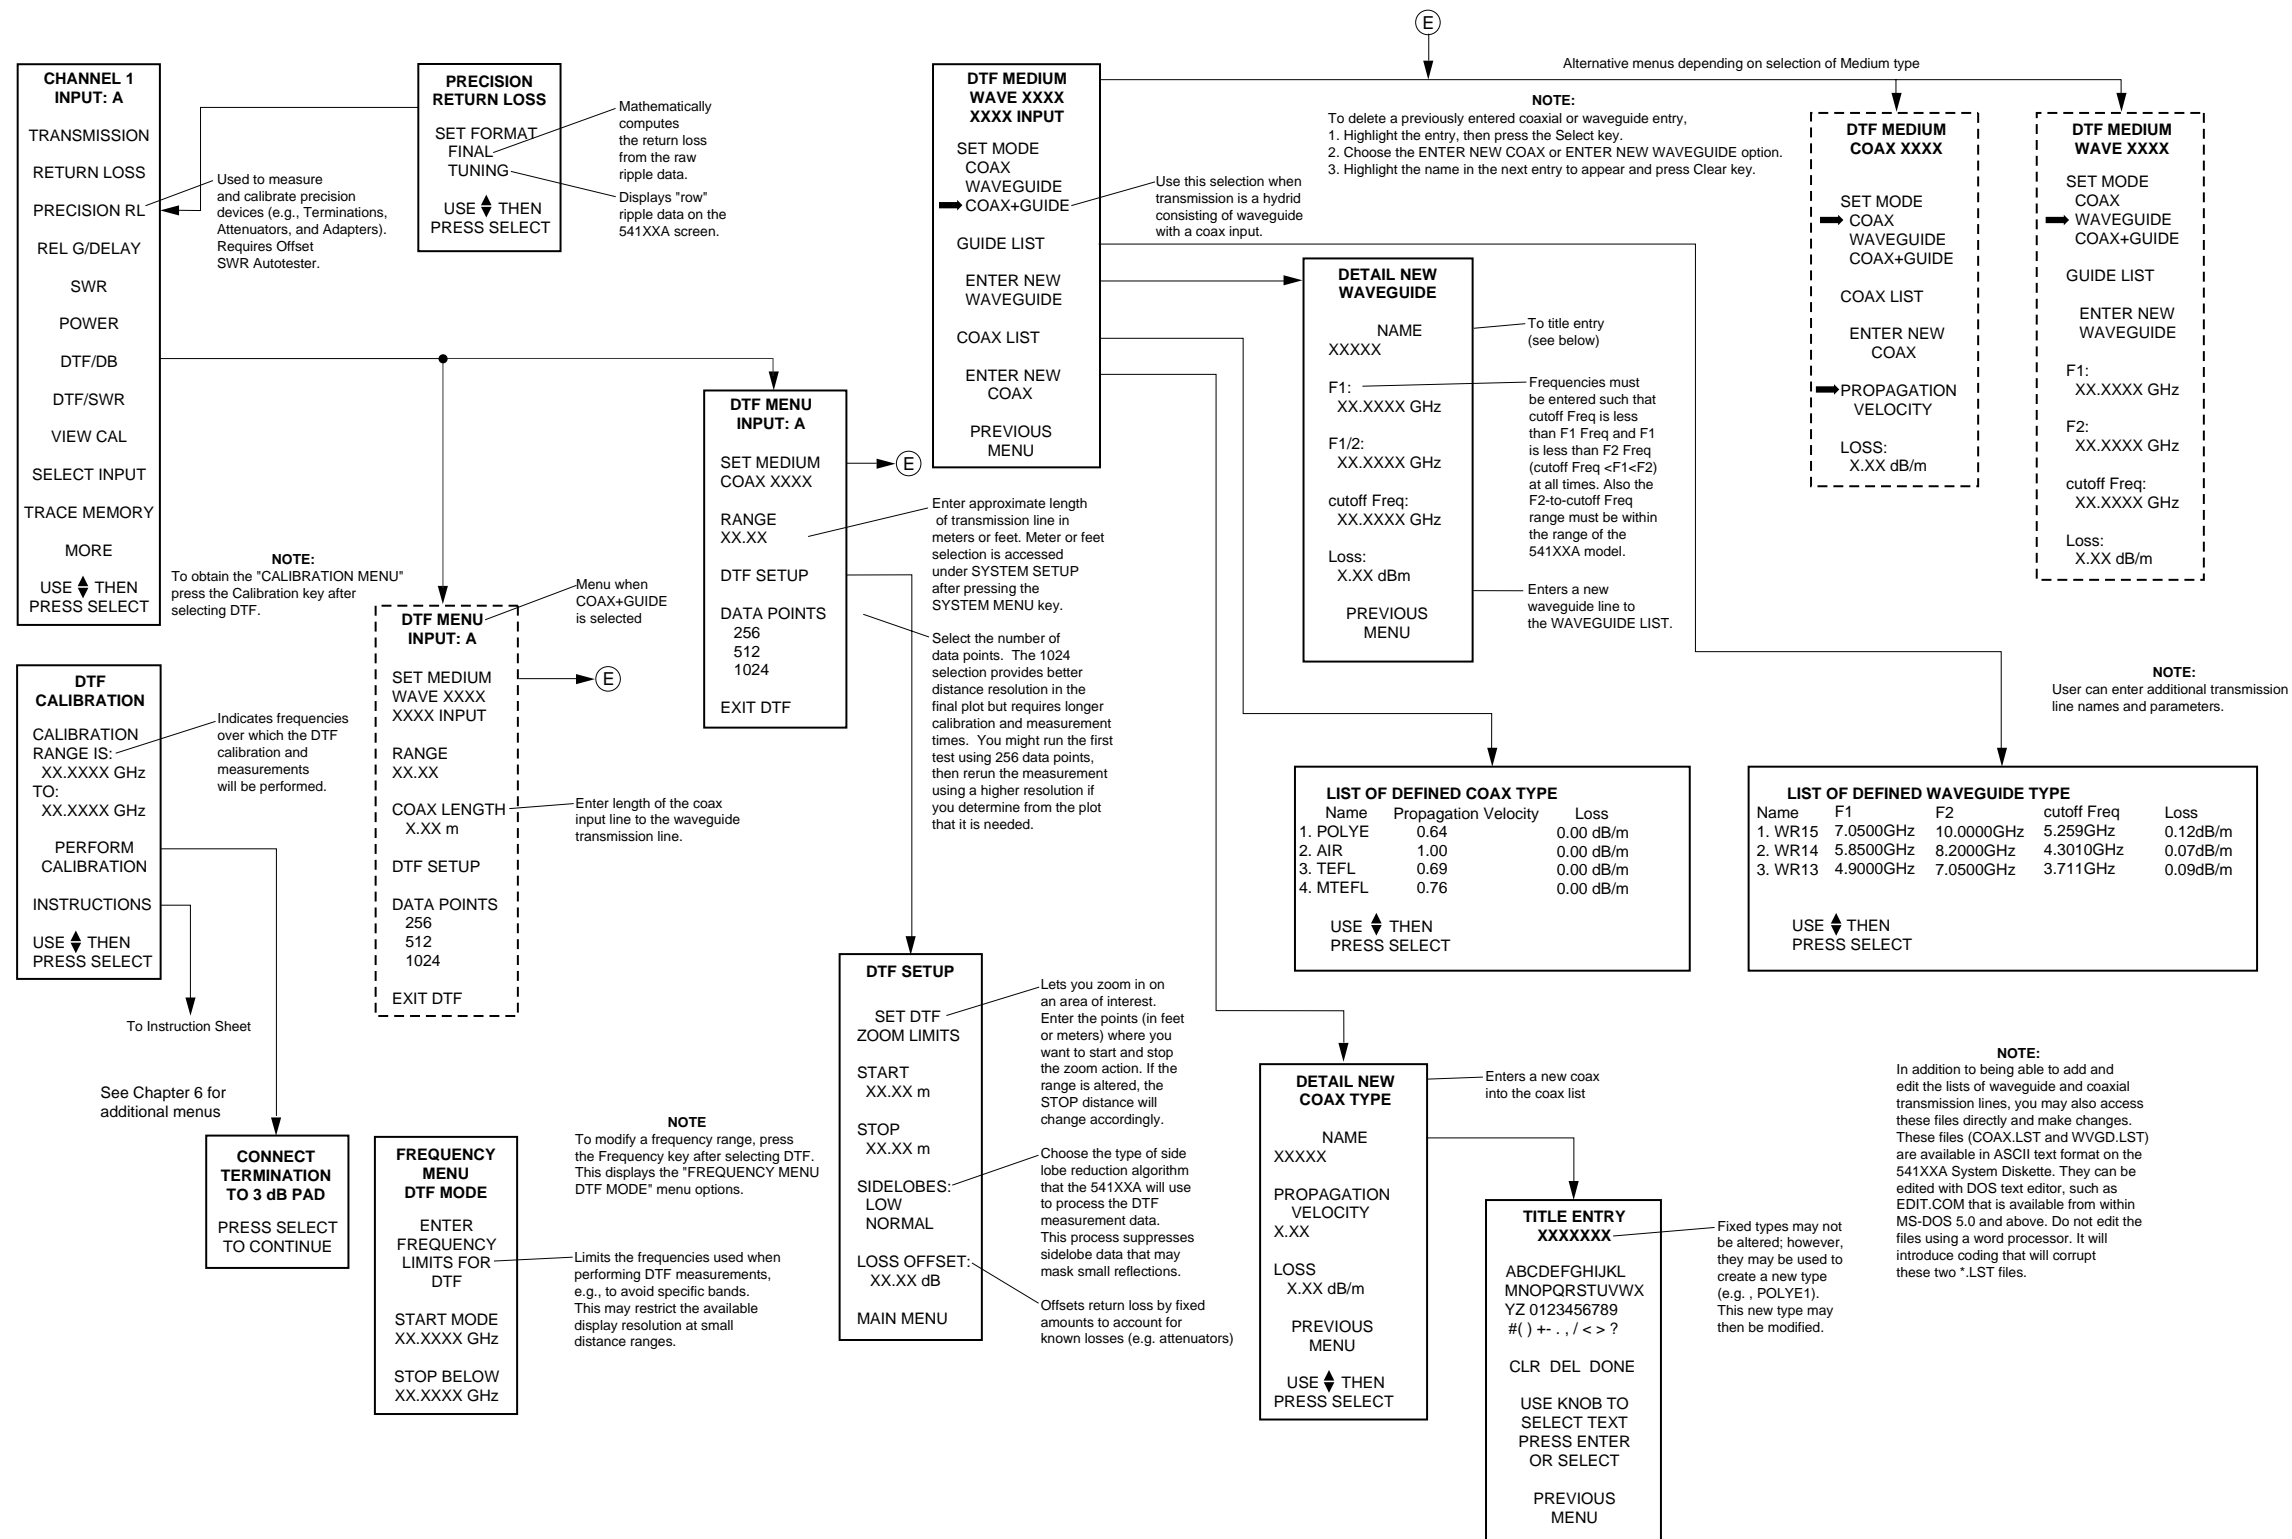 CHANNEL 1
INPUT: A
TRANSMISSION
RETURN LOSS
PRECISION RL
REL G/DELAY
SWR
POWER
DTF/DB
DTF/SWR
VIEW CAL
SELECT INPUT
TRACE MEMORY
MORE
USE THEN
PRESS SELECT
Used to measure
and calibrate precision
devices (e.g., Terminations,
Attenuators, and Adapters).
Requires Offset
SWR Autotester.
PRECISION
RETURN LOSS
SET FORMAT
FINAL
TUNING
USE THEN
PRESS SELECT
Mathematically
computes
the return loss
from the raw
ripple data.
Displays "row"
ripple data on the
541XXA screen.
NOTE:
To obtain the "CALIBRATION MENU"
press the Calibration key after
selecting DTF.
DTF
CALIBRATION
CALIBRATION
RANGE IS:
XX.XXXX GHz
TO:
XX.XXXX GHz
PERFORM
CALIBRATION
INSTRUCTIONS
USE THEN
PRESS SELECT
Indicates frequencies
over which the DTF
calibration and
measurements
will be performed.
To Instruction Sheet
See Chapter 6 for
additional menus
CONNECT
TERMINATION
TO 3 dB PAD
PRESS SELECT
TO CONTINUE
DTF MENU
INPUT: A
SET MEDIUM
WAVE XXXX
XXXX INPUT
RANGE
XX.XX
COAX LENGTH
X.XX m
DTF SETUP
DATA POINTS
256
512
1024
EXIT DTF
Menu when
COAX+GUIDE
is selected
E
Enter length of the coax
input line to the waveguide
transmission line.
FREQUENCY
MENU
DTF MODE
ENTER
FREQUENCY
LIMITS FOR
DTF
START MODE
XX.XXXX GHz
STOP BELOW
XX.XXXX GHz
NOTE
To modify a frequency range, press
the Frequency key after selecting DTF.
This displays the "FREQUENCY MENU
DTF MODE" menu options.
Limits the frequencies used when
performing DTF measurements,
e.g., to avoid specific bands.
This may restrict the available
display resolution at small
distance ranges.
DTF MENU
INPUT: A
SET MEDIUM
COAX XXXX
RANGE
XX.XX
DTF SETUP
DATA POINTS
256
512
1024
EXIT DTF
E
Enter approximate length
of transmission line in
meters or feet. Meter or feet
selection is accessed
under SYSTEM SETUP
after pressing the
SYSTEM MENU key.
Select the number of
data points. The 1024
selection provides better
distance resolution in the
final plot but requires longer
calibration and measurement
times. You might run the first
test using 256 data points,
then rerun the measurement
using a higher resolution if
you determine from the plot
that it is needed.
DTF SETUP
SET DTF
ZOOM LIMITS
START
XX.XX m
STOP
XX.XX m
SIDELOBES:
LOW
NORMAL
LOSS OFFSET:
XX.XX dB
MAIN MENU
Lets you zoom in on
an area of interest.
Enter the points (in feet
or meters) where you
want to start and stop
the zoom action. If the
range is altered, the
STOP distance will
change accordingly.
Choose the type of side
lobe reduction algorithm
that the 541XXA will use
to process the DTF
measurement data.
This process suppresses
sidelobe data that may
mask small reflections.
Offsets return loss by fixed
amounts to account for
known losses (e.g. attenuators)
E
DTF MEDIUM
WAVE XXXX
XXXX INPUT
SET MODE
COAX
WAVEGUIDE
COAX+GUIDE
GUIDE LIST
ENTER NEW
WAVEGUIDE
COAX LIST
ENTER NEW
COAX
PREVIOUS
MENU
Use this selection when
transmission is a hydrid
consisting of waveguide
with a coax input.
Alternative menus depending on selection of Medium type
NOTE:
To delete a previously entered coaxial or waveguide entry,
1. Highlight the entry, then press the Select key.
2. Choose the ENTER NEW COAX or ENTER NEW WAVEGUIDE option.
3. Highlight the name in the next entry to appear and press Clear key.
DETAIL NEW
WAVEGUIDE
NAME
XXXXX
F1:
XX.XXXX GHz
F1/2:
XX.XXXX GHz
cutoff Freq:
XX.XXXX GHz
Loss:
X.XX dBm
PREVIOUS
MENU
To title entry
(see below)
Frequencies must
be entered such that
cutoff Freq is less
than F1 Freq and F1
is less than F2 Freq
(cutoff Freq <F1<F2)
at all times. Also the
F2-to-cutoff Freq
range must be within
the range of the
541XXA model.
Enters a new
waveguide line to
the WAVEGUIDE LIST.
DTF MEDIUM
COAX XXXX
SET MODE
COAX
WAVEGUIDE
COAX+GUIDE
COAX LIST
ENTER NEW
COAX
PROPAGATION
VELOCITY
LOSS:
X.XX dB/m
DTF MEDIUM
WAVE XXXX
SET MODE
COAX
WAVEGUIDE
COAX+GUIDE
GUIDE LIST
ENTER NEW
WAVEGUIDE
F1:
XX.XXXX GHz
F2:
XX.XXXX GHz
cutoff Freq:
XX.XXXX GHz
Loss:
X.XX dB/m
NOTE:
User can enter additional transmission
line names and parameters.
LIST OF DEFINED COAX TYPE
Name Propagation Velocity Loss
1. POLYE 0.64 0.00 dB/m
2. AIR 1.00 0.00 dB/m
3. TEFL 0.69 0.00 dB/m
4. MTEFL 0.76 0.00 dB/m
USE THEN
PRESS SELECT
LIST OF DEFINED WAVEGUIDE TYPE
Name F1 F2 cutoff Freq Loss
1. WR15 7.0500GHz 10.0000GHz 5.259GHz 0.12dB/m
2. WR14 5.8500GHz 8.2000GHz 4.3010GHz 0.07dB/m
3. WR13 4.9000GHz 7.0500GHz 3.711GHz 0.09dB/m
USE THEN
PRESS SELECT
DETAIL NEW
COAX TYPE
NAME
XXXXX
PROPAGATION
VELOCITY
X.XX
LOSS
X.XX dB/m
PREVIOUS
MENU
USE THEN
PRESS SELECT
Enters a new coax
into the coax list
TITLE ENTRY
XXXXXXX
ABCDEFGHIJKL
MNOPQRSTUVWX
YZ 0123456789
#( ) +- . , / < > ?
CLR DEL DONE
USE KNOB TO
SELECT TEXT
PRESS ENTER
OR SELECT
PREVIOUS
MENU
Fixed types may not
be altered; however,
they may be used to
create a new type
(e.g. , POLYE1).
This new type may
then be modified.
NOTE:
In addition to being able to add and
edit the lists of waveguide and coaxial
transmission lines, you may also access
these files directly and make changes.
These files (COAX.LST and WVGD.LST)
are available in ASCII text format on the
541XXA System Diskette. They can be
edited with DOS text editor, such as
EDIT.COM that is available from within
MS-DOS 5.0 and above. Do not edit the
files using a word processor. It will
introduce coding that will corrupt
these two *.LST files.